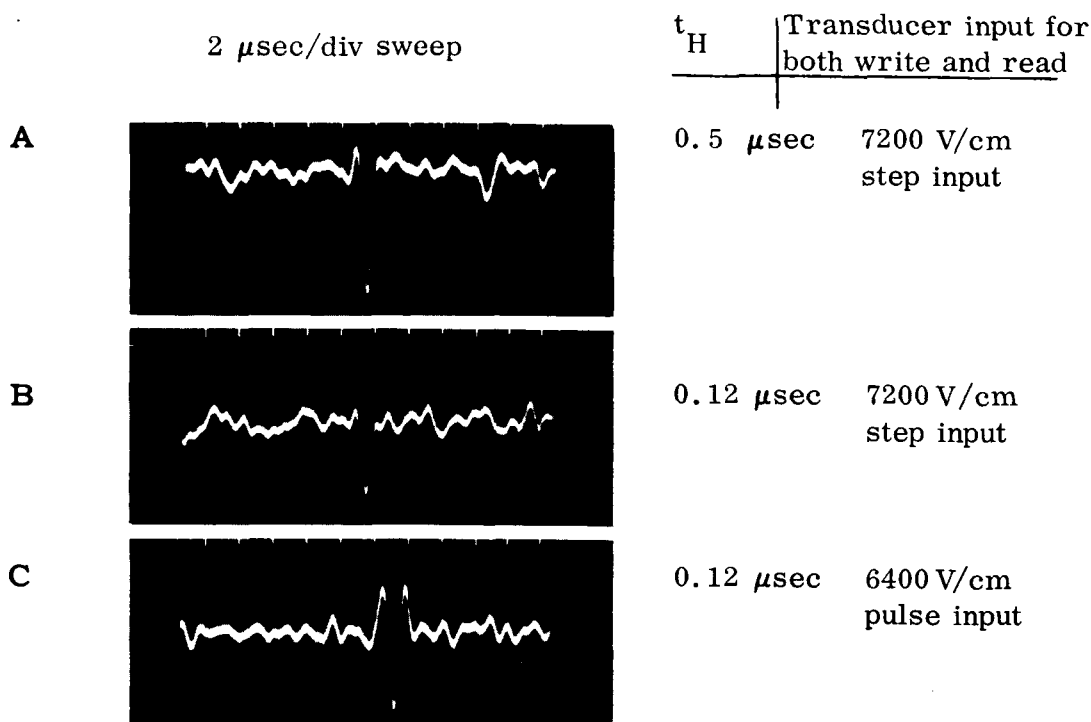 2 μsec/div sweep
t_H Transducer input for
both write and read
A 0.5 μsec 7200 V/cm
step input
B 0.12 μsec 7200 V/cm
step input
C 0.12 μsec 6400 V/cm
pulse input